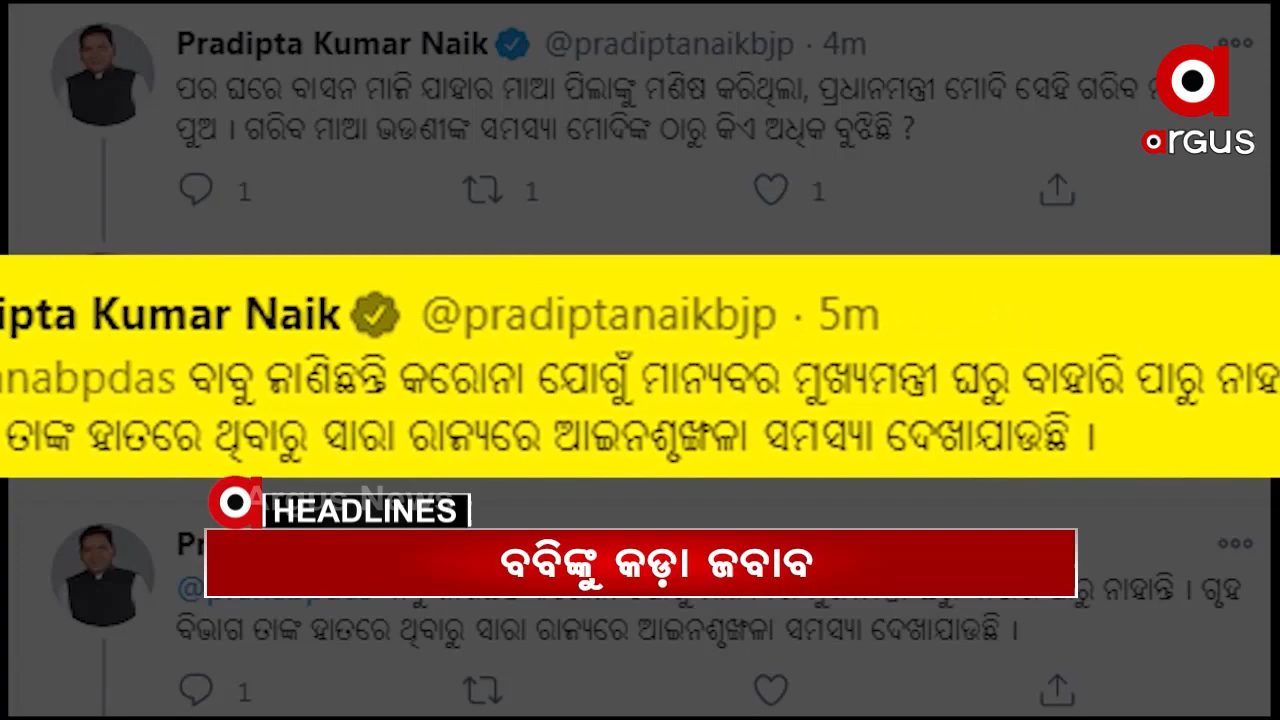 Pradipta Kumar Naik @pradiptanaikbjp · 4m
ପର ଘରେ ବାସନ ମାଜି ଯାହାର ମାଆ ପିଲାଙ୍କୁ ମଣିଷ କରିଥିଲା, ପ୍ରଧାନମନ୍ତ୍ରୀ ମୋଦି ସେହି ଗରିବ
ପୁଅ । ଗରିବ ମାଆ ଭଉଣୀଙ୍କ ସମସ୍ୟା ମୋଦିଙ୍କ ଠାରୁ କିଏ ଅଧିକ ବୁଝିଛି ?
1 1 1
argus
ipta Kumar Naik @pradiptanaikbjp · 5m
nabpdas ବାବୁ ଜାଣିଛନ୍ତି କରୋନା ଯୋଗୁଁ ମାନ୍ୟବର ମୁଖ୍ୟମନ୍ତ୍ରୀ ଘରୁ ବାହାରି ପାରୁ ନାହ
ତାଙ୍କ ହାତରେ ଥିବାରୁ ସାରା ରାଜ୍ୟରେ ଆଇନଶୃଙ୍ଖଳା ସମସ୍ୟା ଦେଖାଯାଉଛି ।
Argus News
HEADLINES
ବବିଙ୍କୁ କଡ଼ା ଜବାବ
ନାହାନ୍ତି । ଗୃହ
ବିଭାଗ ତାଙ୍କ ହାତରେ ଥିବାରୁ ସାରା ରାଜ୍ୟରେ ଆଇନଶୃଙ୍ଖଳା ସମସ୍ୟା ଦେଖାଯାଉଛି ।
1